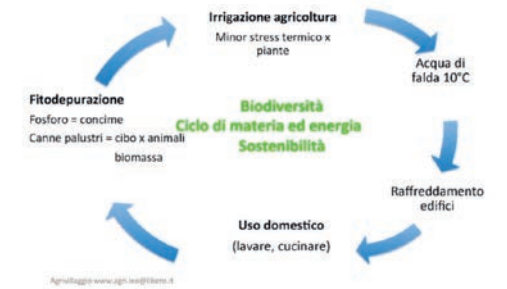 Irrigazione agricoltura
Minor stress termico x
piante
Acqua di
falda 10°C
Raffreddamento
edifici
Uso domestico
(lavare, cucinare)
Fitodepurazione
Fosforo = concime
Canne palustri = cibo x animali
biomassa
Biodiversità
Ciclo di materia ed energia
Sostenibilità
Agrivillaggio